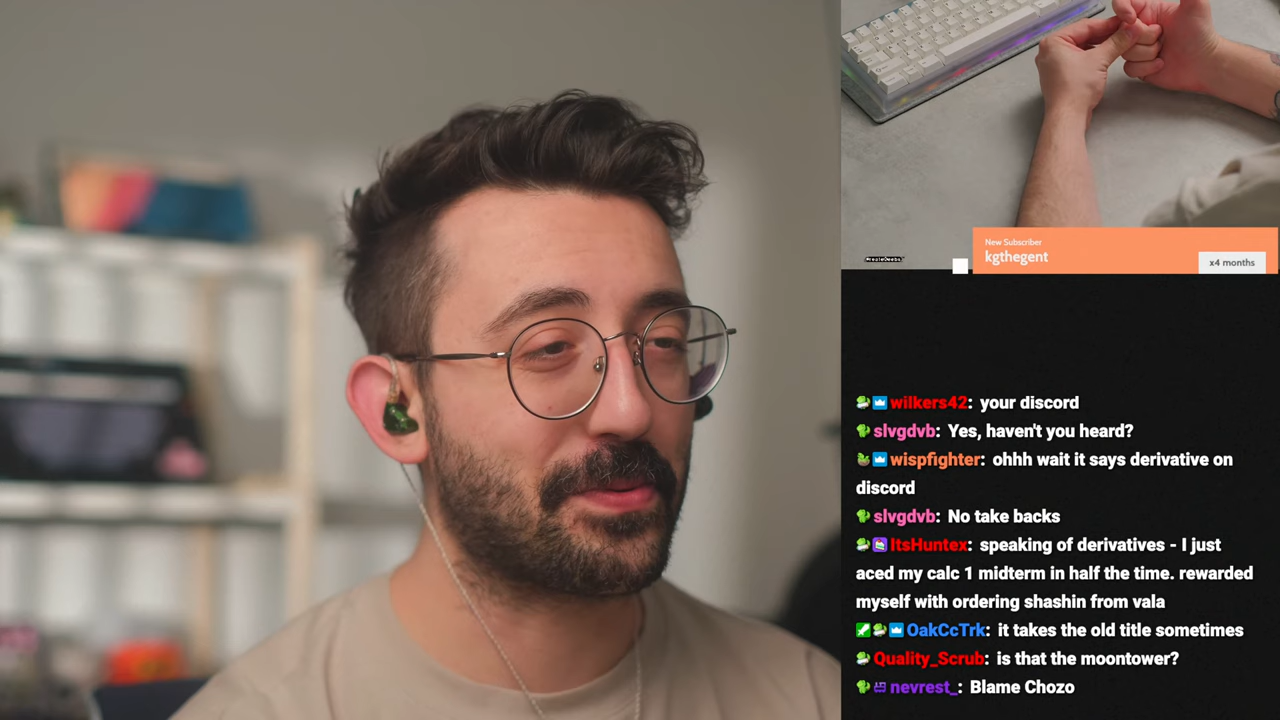 New Subscriber
kgthegent
x4 months
wilkers42: your discord
slvgdvb: Yes, haven't you heard?
wispfighter: ohhh wait it says derivative on
discord
slvgdvb: No take backs
ItsHuntex: speaking of derivatives - I just
aced my calc 1 midterm in half the time. rewarded
myself with ordering shashin from vala
OakCcTrk: it takes the old title sometimes
Quality_Scrub: is that the moontower?
nevrest_: Blame Chozo